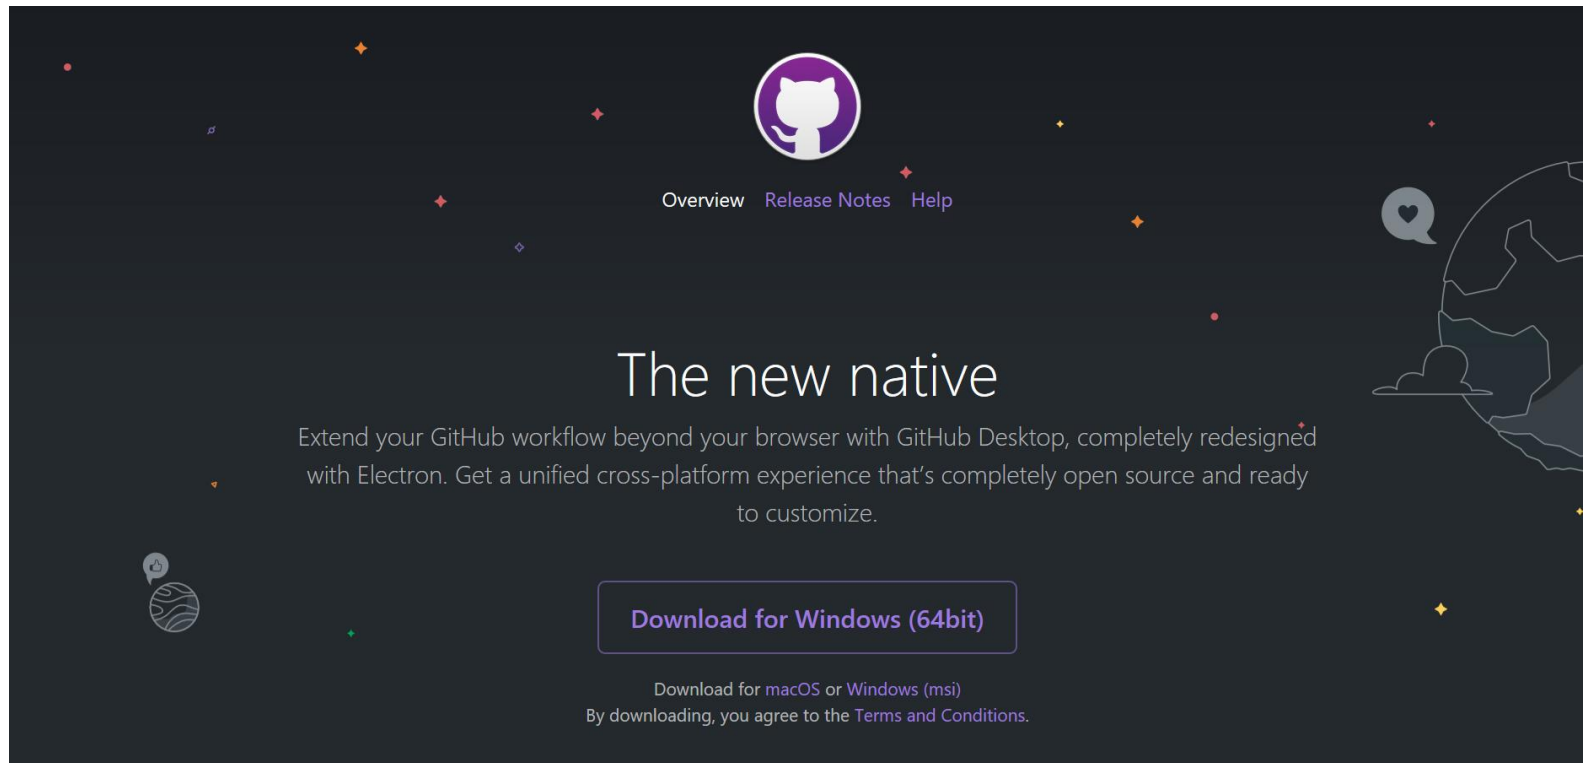 Overview Release Notes Help
The new native
Extend your GitHub workflow beyond your browser with GitHub Desktop, completely redesigned
with Electron. Get a unified cross-platform experience that’s completely open source and ready
to customize.
Download for Windows (64bit)
Download for macOS or Windows (msi)
By downloading, you agree to the Terms and Conditions.